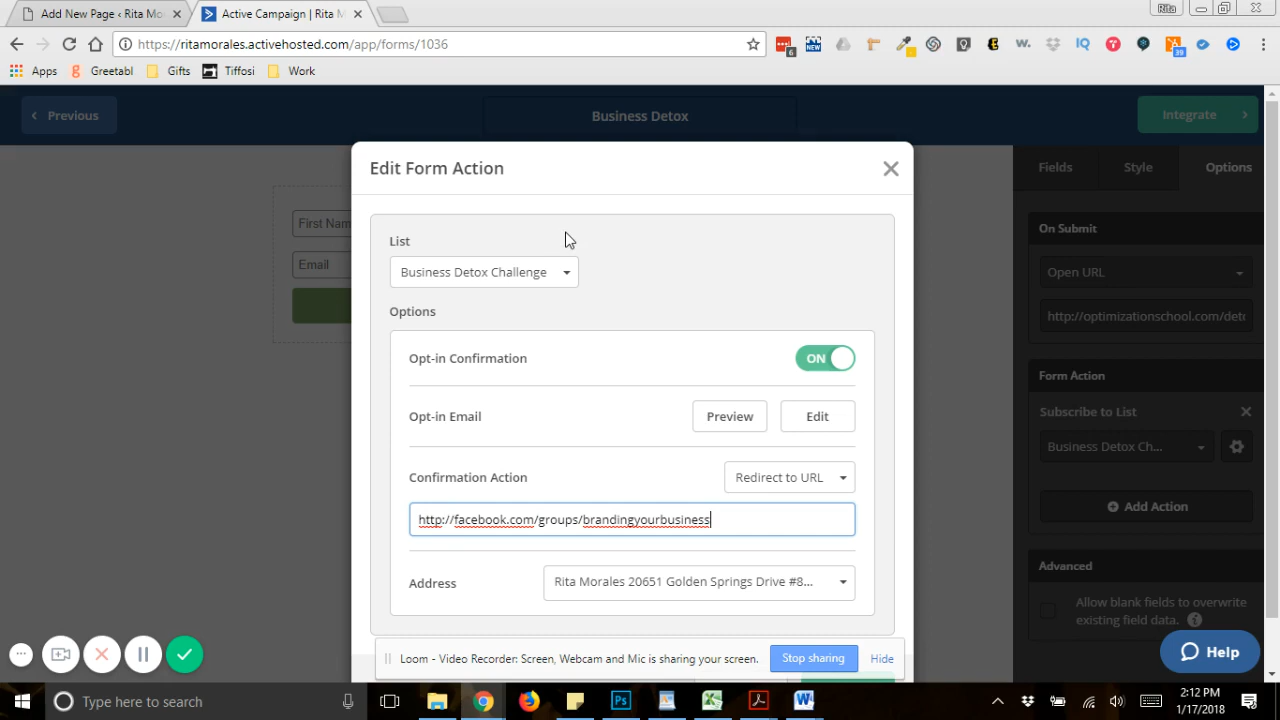 Add New Page ‹ Rita Mo
Active Campaign | Rita M
Rita
https://ritamorales.activehosted.com/app/forms/1036
6
NEW
w.
IQ
T
39
Apps
Greetabl
Gifts
Tiffosi
Work
Previous
Business Detox
Integrate
Edit Form Action
Fields
Style
Options
First Nam
Email
List
Business Detox Challenge
Options
Opt-in Confirmation
ON
Opt-in Email
Preview
Edit
Confirmation Action
Redirect to URL
http://facebook.com/groups/brandingyourbusiness
Address
Rita Morales 20651 Golden Springs Drive #8...
On Submit
Open URL
http://optimizationschool.com/deto
Form Action
Subscribe to List
Business Detox Ch...
Add Action
Advanced
Allow blank fields to overwrite
existing field data.
Help
Loom - Video Recorder: Screen, Webcam and Mic is sharing your screen.
Stop sharing
Hide
Type here to search
2:12 PM
1/17/2018